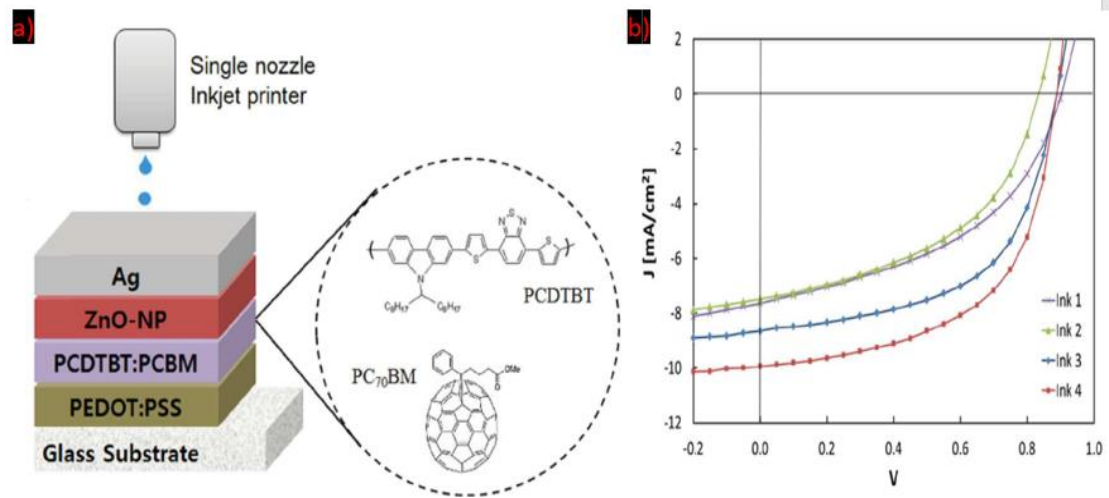 a)
Single nozzle
Inkjet printer
Ag
ZnO-NP
PCDTBT:PCBM
PEDOT:PSS
Glass Substrate
S
N N
S
S
N
C₈H₁₇ C₈H₁₇
PCDTBT
PC₇₀BM
OMe
O
b)
J [mA/cm²]
2
0
-2
-4
-6
-8
-10
-12
-0.2 0.0 0.2 0.4 0.6 0.8 1.0
V
Ink 1
Ink 2
Ink 3
Ink 4